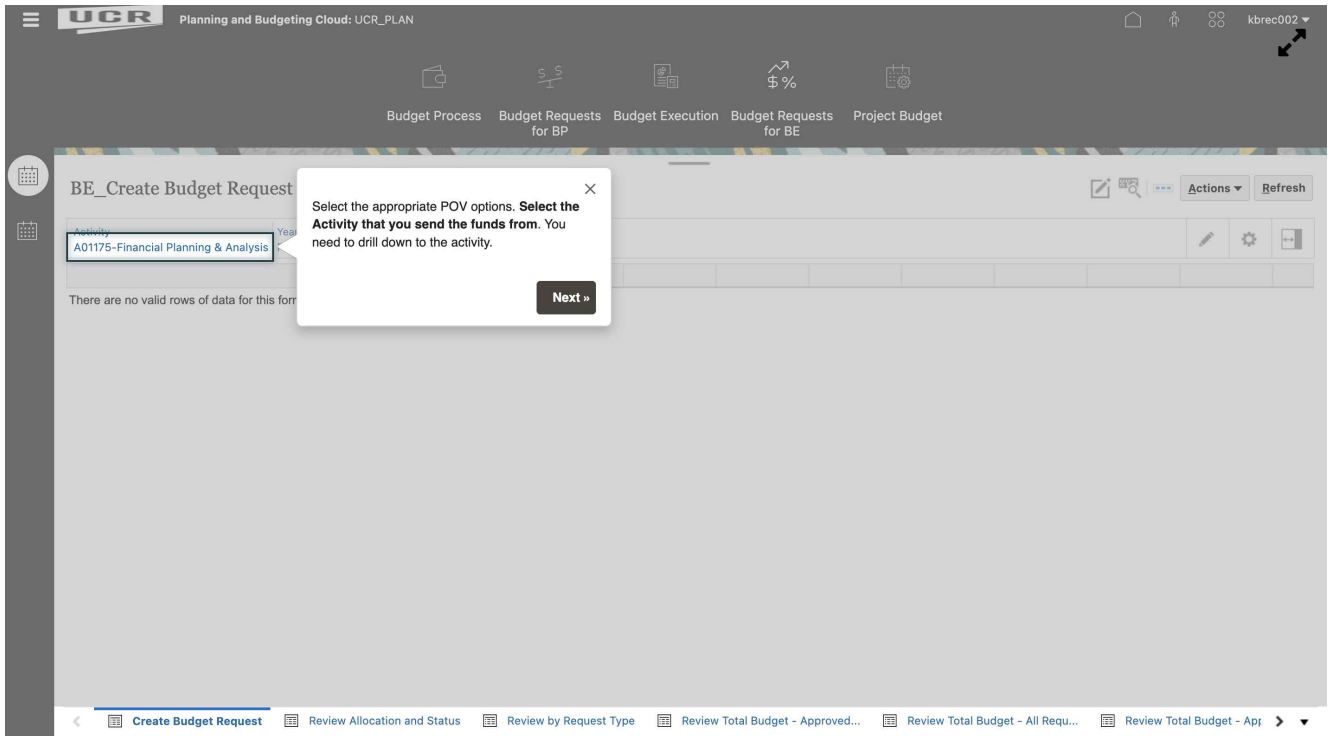 UCR
Planning and Budgeting Cloud: UCR_PLAN
kbrec002
Budget Process
Budget Requests for BP
Budget Execution
Budget Requests for BE
Project Budget
BE_Create Budget Request
Actions
Refresh
Activity
A01175-Financial Planning & Analysis
Select the appropriate POV options. Select the
Activity that you send the funds from. You
need to drill down to the activity.
Next »
There are no valid rows of data for this
Create Budget Request
Review Allocation and Status
Review by Request Type
Review Total Budget - Approved...
Review Total Budget - All Requ...
Review Total Budget - App